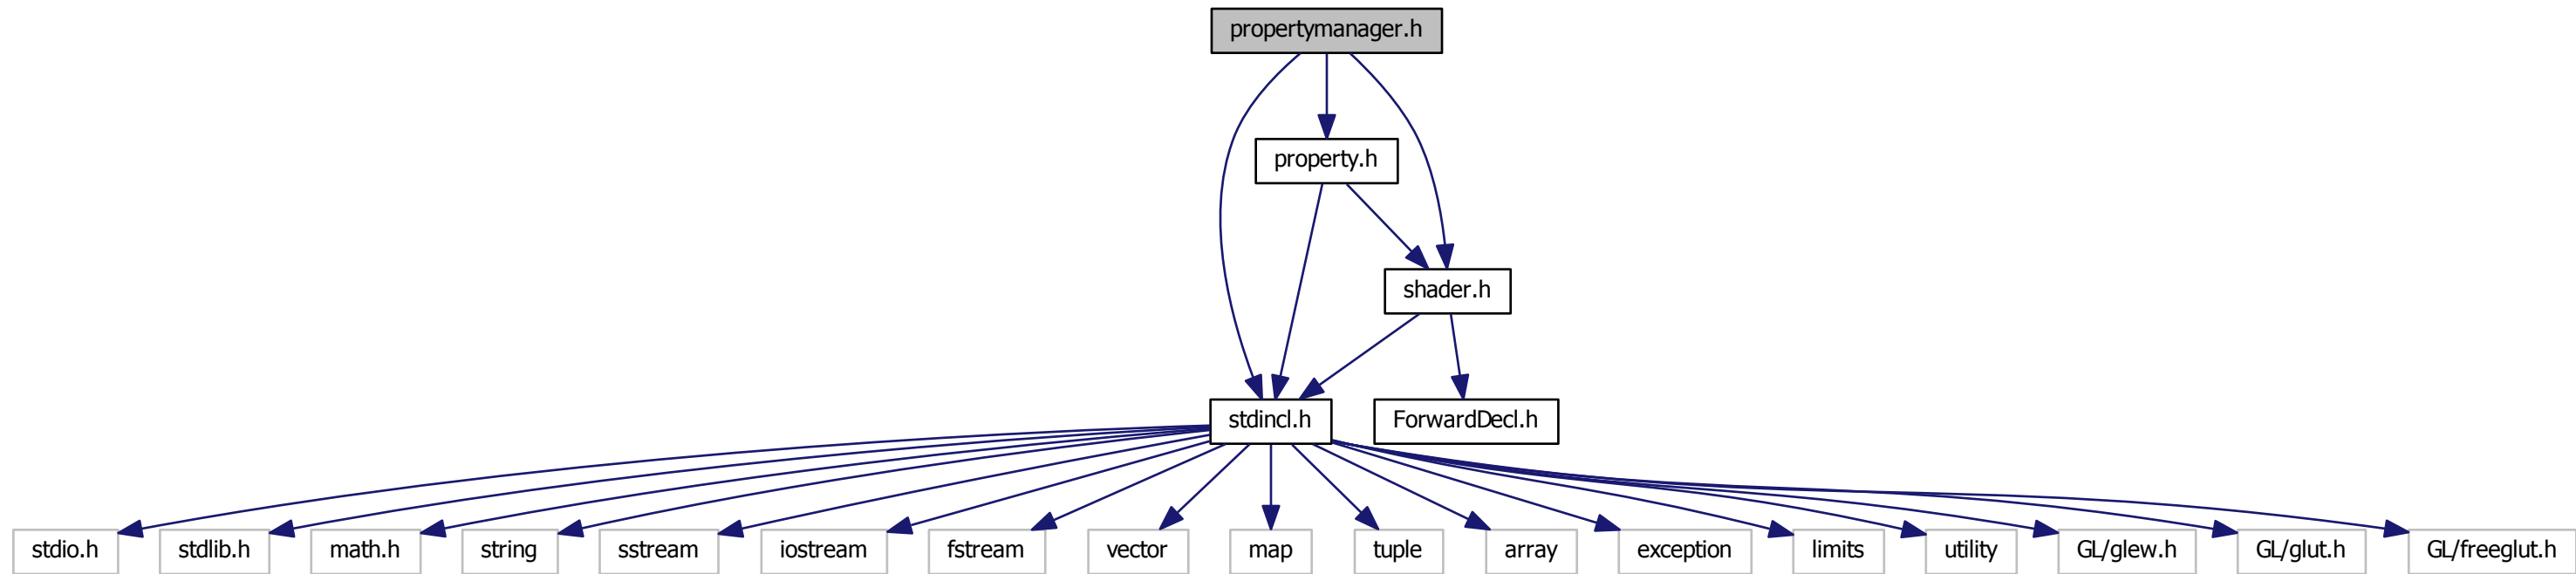 propertymanager.h
property.h
shader.h
stdincl.h
ForwardDecl.h
stdio.h
stdlib.h
math.h
string
sstream
iostream
fstream
vector
map
tuple
array
exception
limits
utility
GL/glew.h
GL/glut.h
GL/freeglut.h